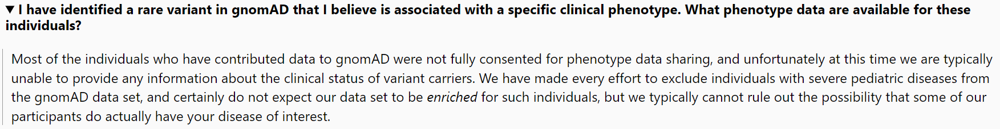 ▼ I have identified a rare variant in gnomAD that I believe is associated with a specific clinical phenotype. What phenotype data are available for these
individuals?
Most of the individuals who have contributed data to gnomAD were not fully consented for phenotype data sharing, and unfortunately at this time we are typically
unable to provide any information about the clinical status of variant carriers. We have made every effort to exclude individuals with severe pediatric diseases from
the gnomAD data set, and certainly do not expect our data set to be enriched for such individuals, but we typically cannot rule out the possibility that some of our
participants do actually have your disease of interest.